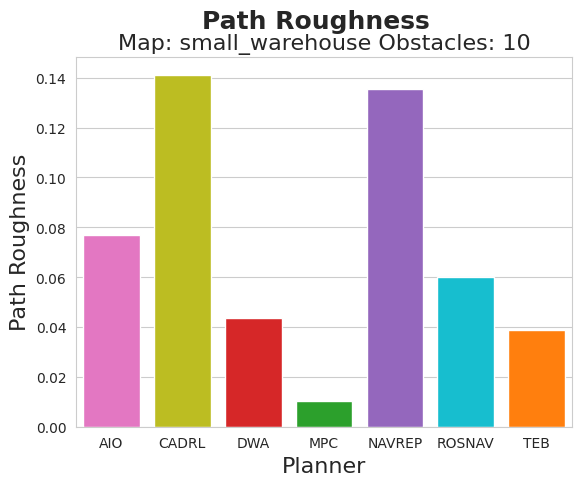 Path Roughness
Map: small_warehouse Obstacles: 10
Path Roughness
0.14
0.12
0.10
0.08
0.06
0.04
0.02
0.00
AIO CADRL DWA MPC NAVREP ROSNAV TEB
Planner